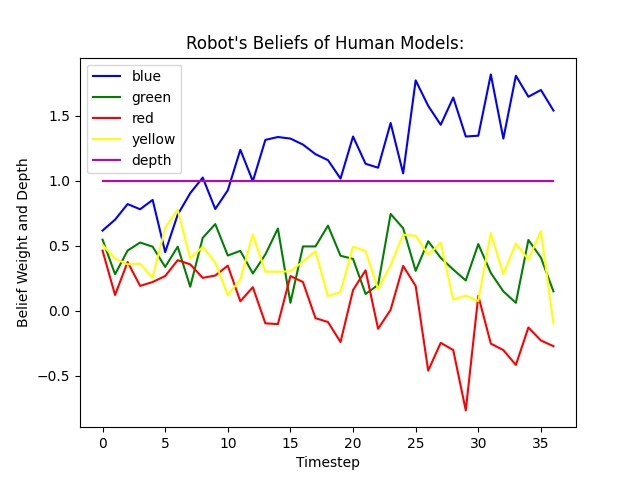 Robot's Beliefs of Human Models:
blue
green
red
yellow
depth
Belief Weight and Depth
1.5
1.0
0.5
0.0
−0.5
0 5 10 15 20 25 30 35
Timestep